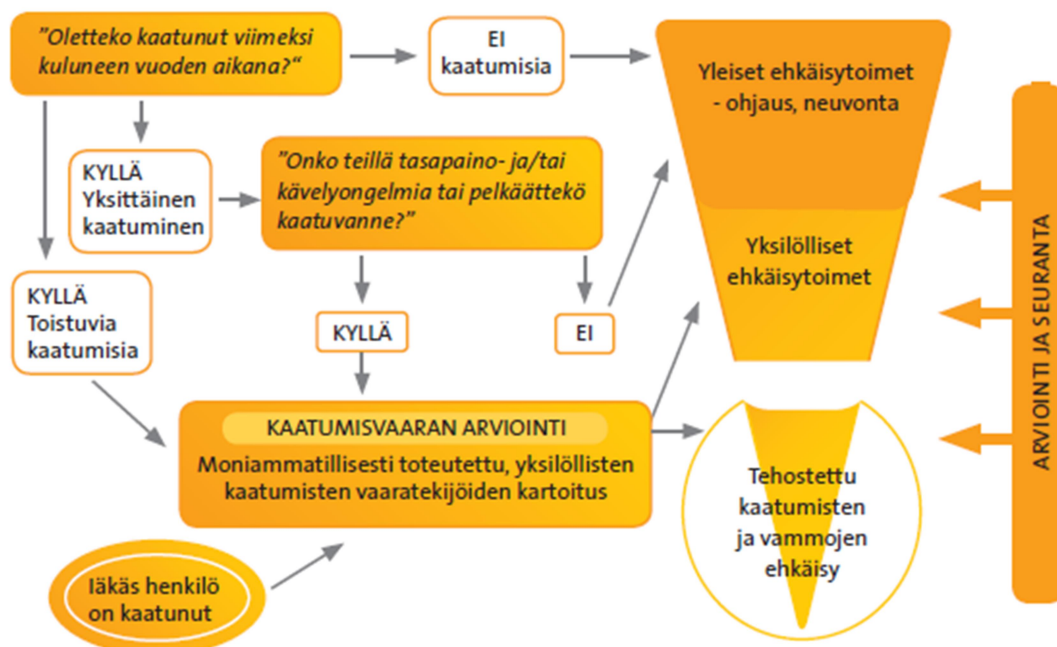 "Oletteko kaatunut viimeksi
kuluneen vuoden aikana?"
EI
kaatumisia
Yleiset ehkäisytoimet
- ohjaus, neuvonta
KYLLÄ
Yksittäinen
kaatuminen
"Onko teillä tasapaino- ja/tai
kävelyongelmia tai pelkäättekö
kaatuvanne?"
Yksilölliset
ehkäisytoimet
KYLLÄ
Toistuvia
kaatumisia
KYLLÄ
EI
KAATUMISVAARAN ARVIOINTI
Moniammatillisesti toteutettu, yksilöllisten
kaatumisten vaaratekijöiden kartoitus
Tehostettu
kaatumisten
ja vammojen
ehkäisy
Iäkäs henkilö
on kaatunut
ARVIOINTI JA SEURANTA